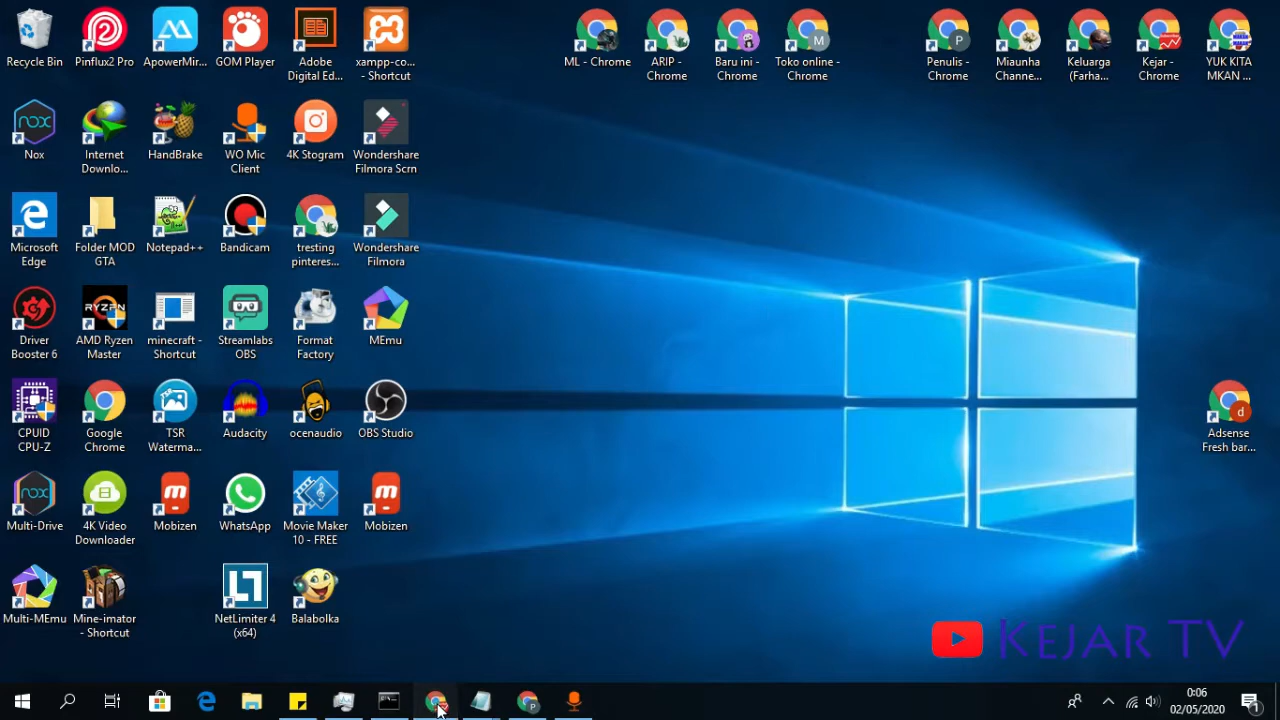 Recycle Bin
Pinflux2 Pro
ApowerMir...
GOM Player
Adobe
Digital Ed...
xampp-co...
- Shortcut
ML - Chrome
ARIP -
Chrome
Baru ini -
Chrome
Toko online -
Chrome
Penulis -
Chrome
Miaunha
Channe...
Keluarga
(Farha...
Kejar -
Chrome
YUK KITA
MKAN ...
Nox
Internet
Downlo...
HandBrake
WO Mic
Client
4K Stogram
Wondershare
Filmora Scrn
Microsoft
Edge
Folder MOD
GTA
Notepad++
Bandicam
tresting
pinteres...
Wondershare
Filmora
Driver
Booster 6
RYZEN
AMD Ryzen
Master
minecraft -
Shortcut
Streamlabs
OBS
Format
Factory
MEmu
CPUID
CPU-Z
Google
Chrome
TSR
Waterma...
Audacity
ocenaudio
OBS Studio
Adsense
Fresh bar...
Multi-Drive
4K Video
Downloader
Mobizen
WhatsApp
Movie Maker
10 - FREE
Mobizen
Multi-MEmu
Mine-imator
- Shortcut
NetLimiter 4
(x64)
Balabolka
KEJAR TV
0:06
02/05/2020